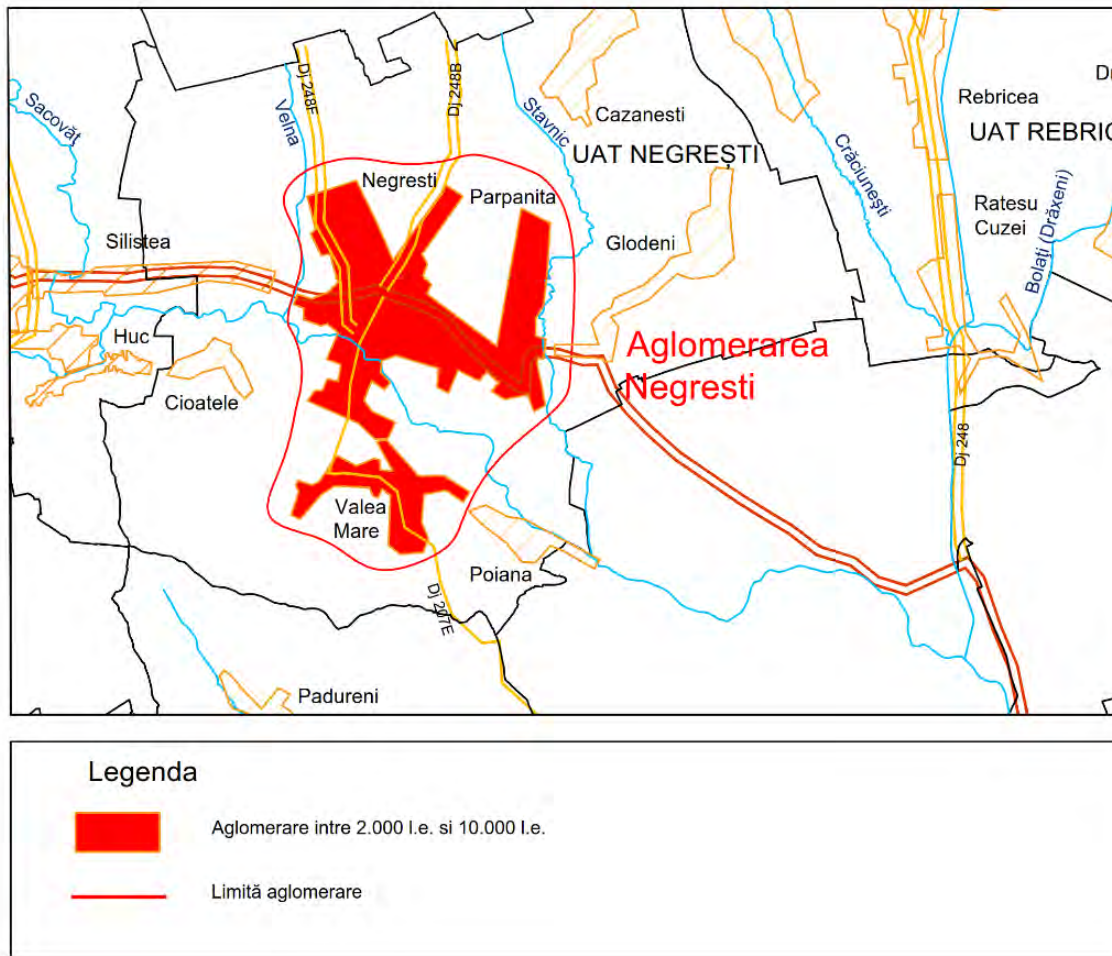 Dj 248F
Dj 248B
Sacovăț
Velna
Stavnic
Cazanesti
UAT NEGREȘTI
Rebricea
UAT REBRIC
Crăciunești
Negresti
Parpanita
Ratesu
Cuzei
Bolați (Drăxeni)
Silistea
Glodeni
Huc
Cioatele
Aglomerarea
Negresti
Dj 248
Valea
Mare
Poiana
Dj 207E
Padureni
Legenda
Aglomerare intre 2.000 l.e. si 10.000 l.e.
Limită aglomerare